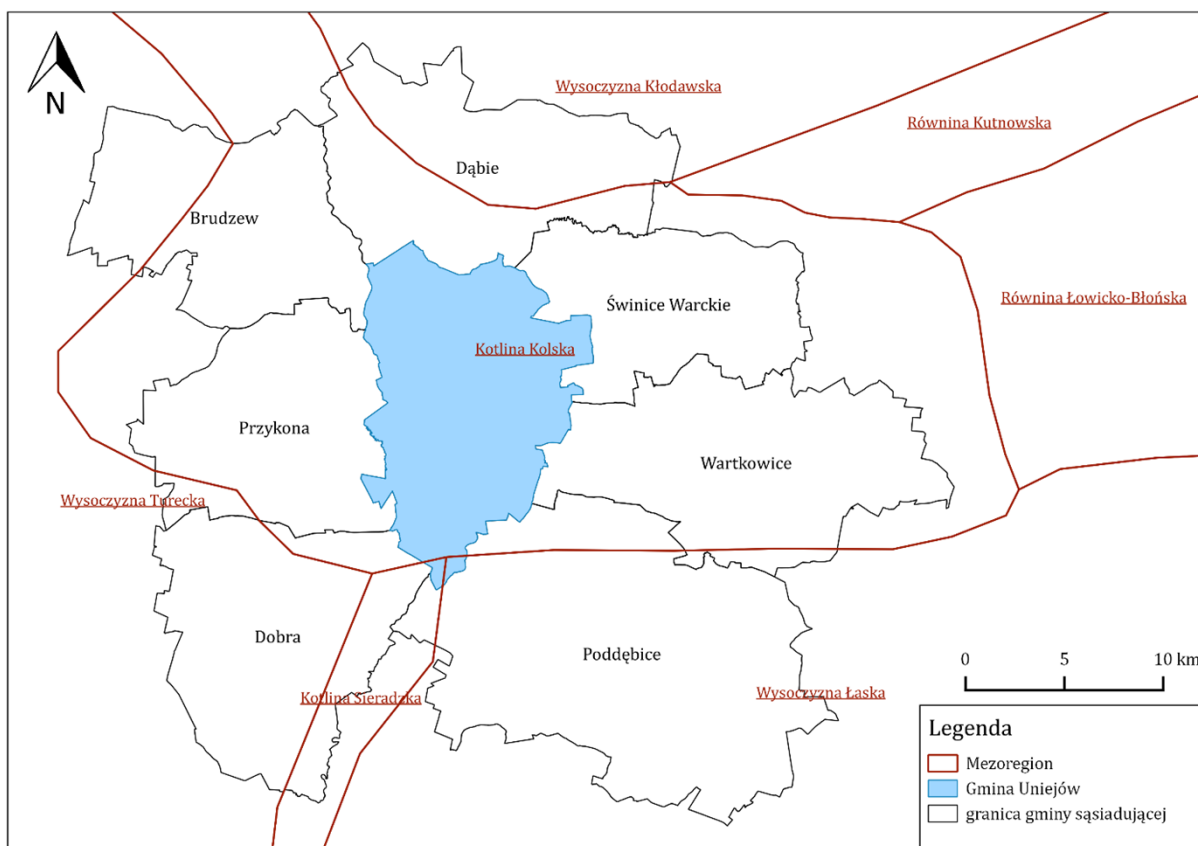 N
Wysoczyzna Kłodawska
Równina Kutnowska
Dąbie
Brudzew
Świnice Warckie
Równina Łowicko-Błońska
Kotlina Kolska
Przykona
Wartkowice
Wysoczyzna Turecka
Dobra
Poddębice
Kotlina Sieradzka
Wysoczyzna Łaska
0 5 10 km
Legenda
Mezoregion
Gmina Uniejów
granica gminy sąsiadującej